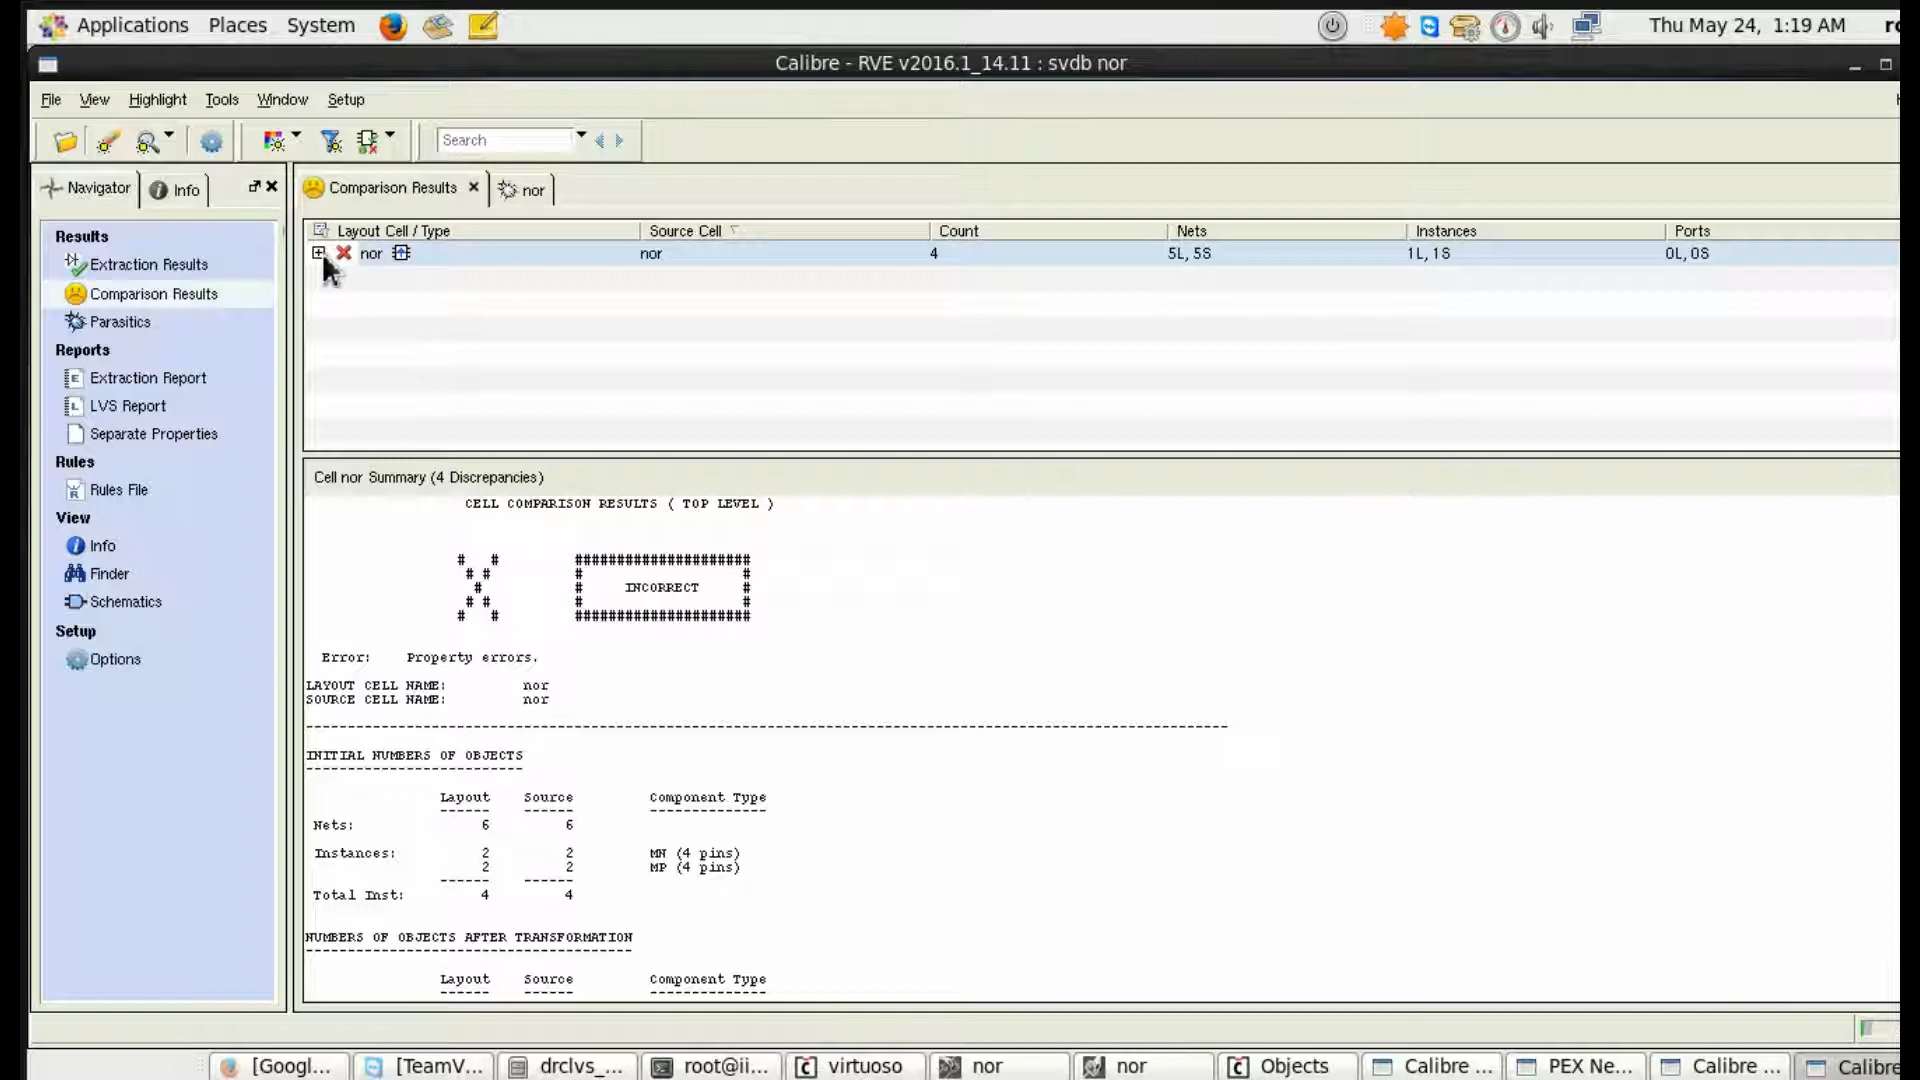 Applications Places System Thu May 24, 1:19 AM
Calibre - RVE v2016.1_14.11 : svdb nor
File View Highlight Tools Window Setup
Search
Navigator Info Comparison Results nor
Results
Extraction Results
Comparison Results
Parasitics
Reports
Extraction Report
LVS Report
Separate Properties
Rules
Rules File
View
Info
Finder
Schematics
Setup
Options
Layout Cell / Type Source Cell Count Nets Instances Ports
nor nor 4 5L, 5S 1L, 1S 0L, 0S
Cell nor Summary (4 Discrepancies)
CELL COMPARISON RESULTS ( TOP LEVEL )
# # #####################
# # # #
# # INCORRECT #
# # # #
# # #####################
Error: Property errors.
LAYOUT CELL NAME: nor
SOURCE CELL NAME: nor
INITIAL NUMBERS OF OBJECTS
Layout Source Component Type
Nets: 6 6
Instances: 2 2 MN (4 pins)
2 2 MP (4 pins)
Total Inst: 4 4
NUMBERS OF OBJECTS AFTER TRANSFORMATION
Layout Source Component Type
[Googl... [TeamV... drclvs_... root@ii... virtuoso nor nor Objects Calibre ... PEX Ne... Calibre ... Calibre